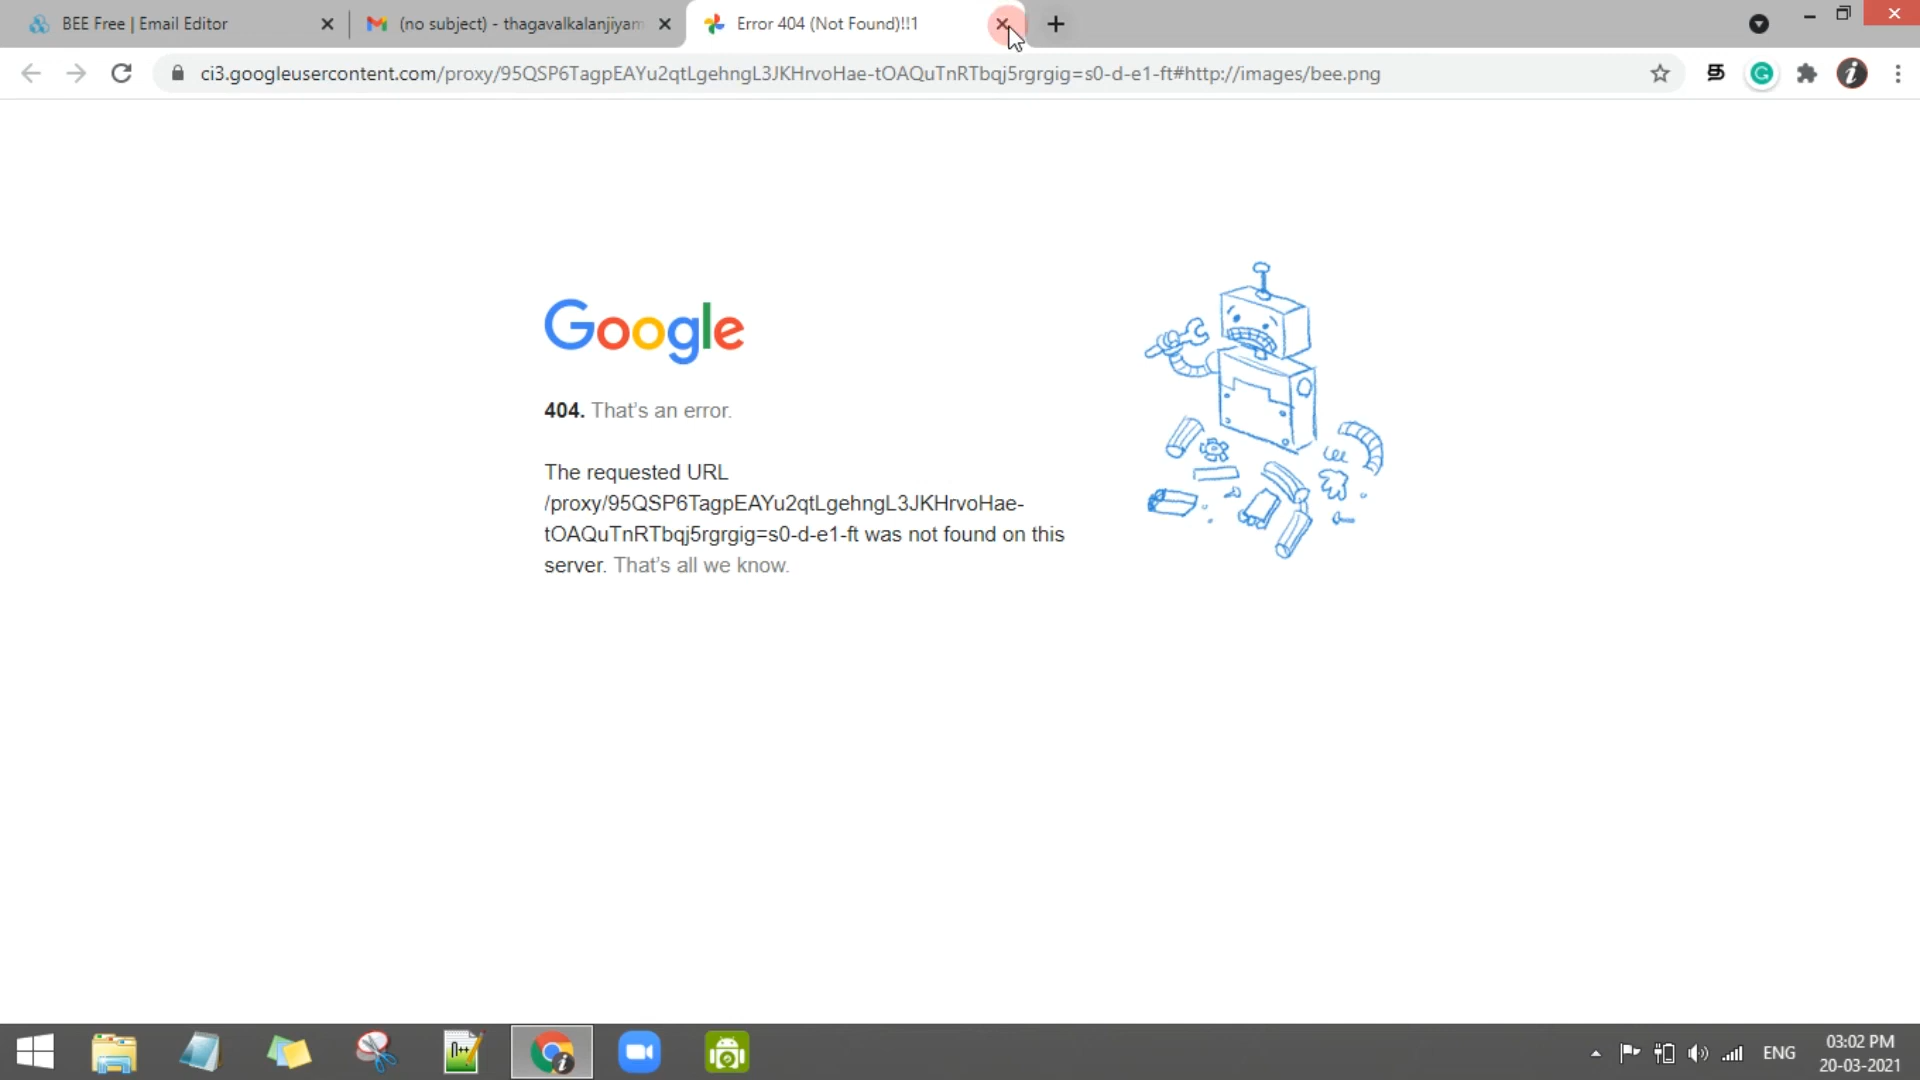 BEE Free | Email Editor
(no subject) - thagavalkalanjiyam
Error 404 (Not Found)!!1
ci3.googleusercontent.com/proxy/95QSP6TagpEAYu2qtLgehngL3JKHrvoHae-tOAQuTnRTbqj5rgrgig=s0-d-e1-ft#http://images/bee.png
Google
404. That's an error.
The requested URL
/proxy/95QSP6TagpEAYu2qtLgehngL3JKHrvoHae-
tOAQuTnRTbqj5rgrgig=s0-d-e1-ft was not found on this
server. That's all we know.
ENG
03:02 PM
20-03-2021